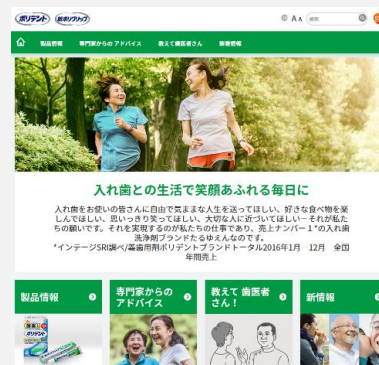 ポリデント 新ポリグリップ
A A 検索
製品情報 専門家からの アドバイス 教えて歯医者さん 新着情報
入れ歯との生活で笑顔あふれる毎日に
入れ歯をお使いの皆さんに自由で気ままな人生を送ってほしい、好きな食べ物を楽
しんでほしい、思いっきり笑ってほしい、大切な人に近づいてほしい—それが私た
ちの願いです。それを実現するのが私たちの仕事であり、売上ナンバー1*の入れ歯
洗浄剤ブランドたるゆえんなのです。
*インテージSRI調べ/義歯用剤ポリデントブランドトータル2016年1月—12月 全国
年間売上
製品情報
専門家からの
アドバイス
教えて 歯医者
さん！
新情報
ポリデント